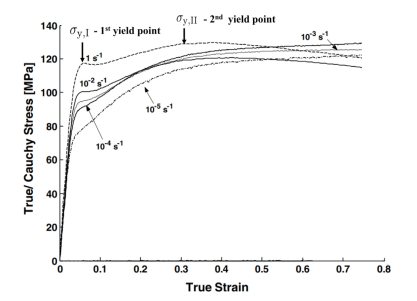 σy,I - 1st yield point
σy,II - 2nd yield point
1 s-1
10-3 s-1
10-2 s-1
10-5 s-1
10-4 s-1
True/ Cauchy Stress [MPa]
140
120
100
80
60
40
20
0
0 0.1 0.2 0.3 0.4 0.5 0.6 0.7 0.8
True Strain